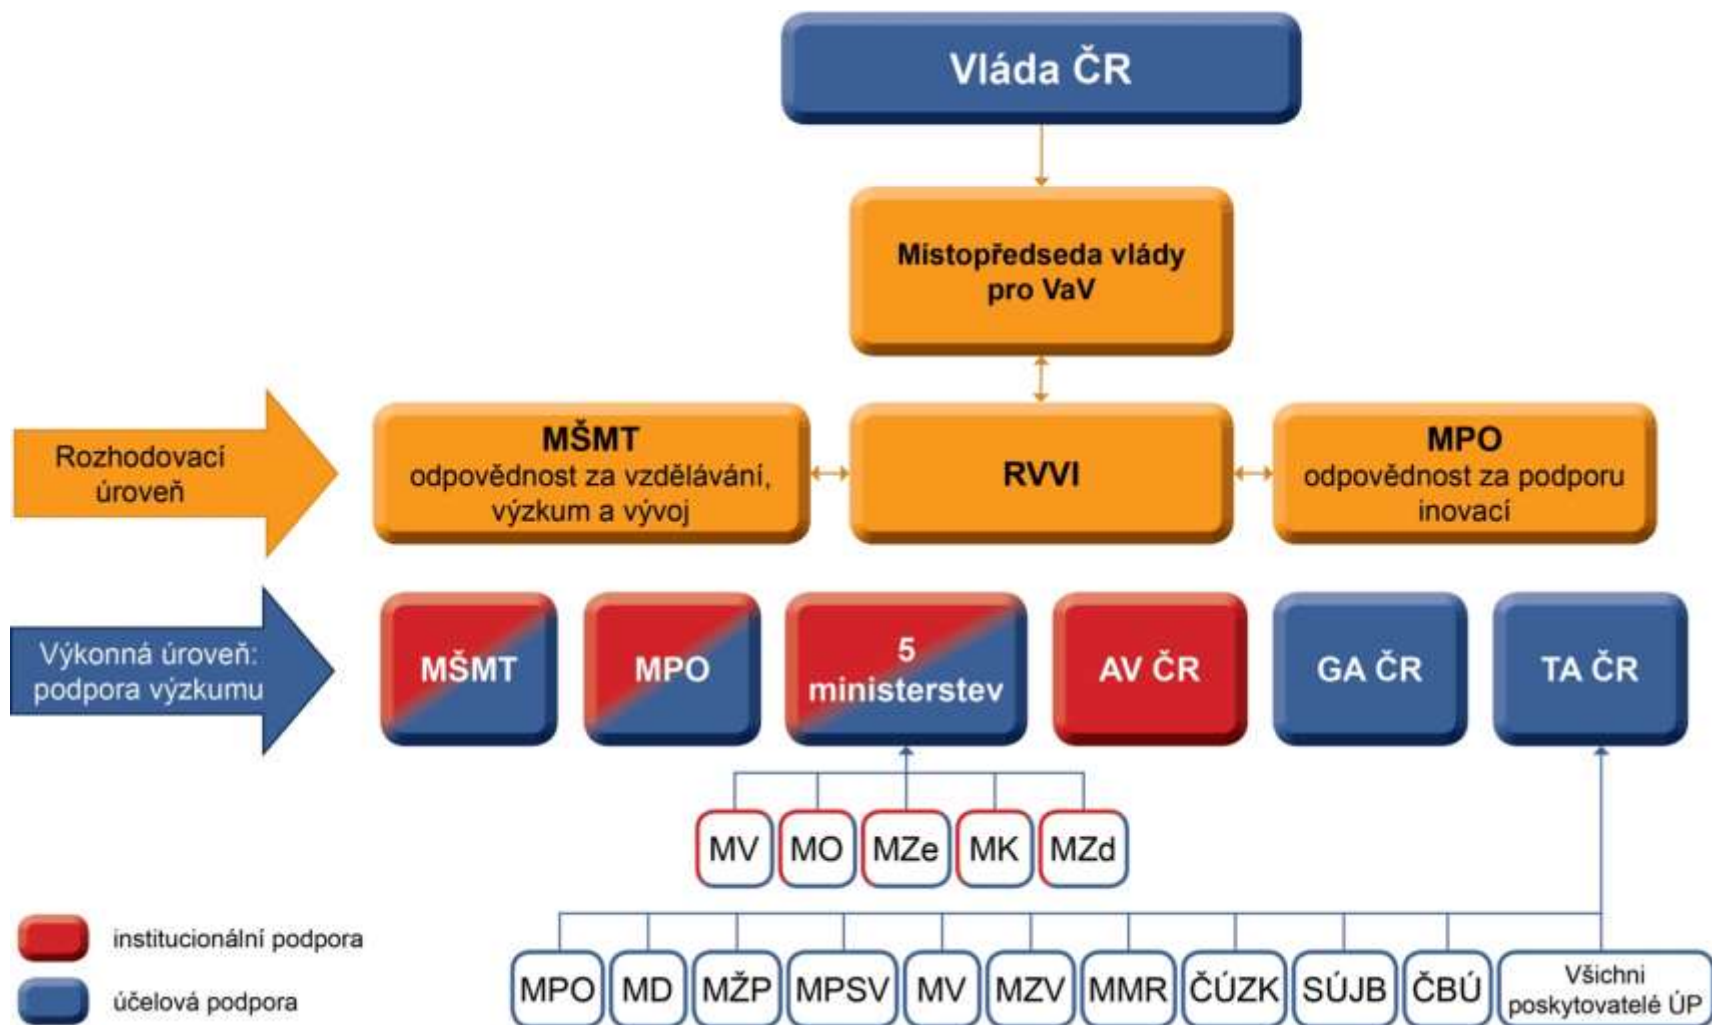 Vláda ČR
Místopředseda vlády
pro VaV
Rozhodovací
úroveň
MŠMT
odpovědnost za vzdělávání,
výzkum a vývoj
RVVI
MPO
odpovědnost za podporu
inovací
Výkonná úroveň:
podpora výzkumu
MŠMT
MPO
5
ministerstev
AV ČR
GA ČR
TA ČR
MV
MO
MZe
MK
MZd
institucionální podpora
účelová podpora
MPO
MD
MŽP
MPSV
MV
MZV
MMR
ČÚZK
SÚJB
ČBÚ
Všichni
poskytovatelé ÚP